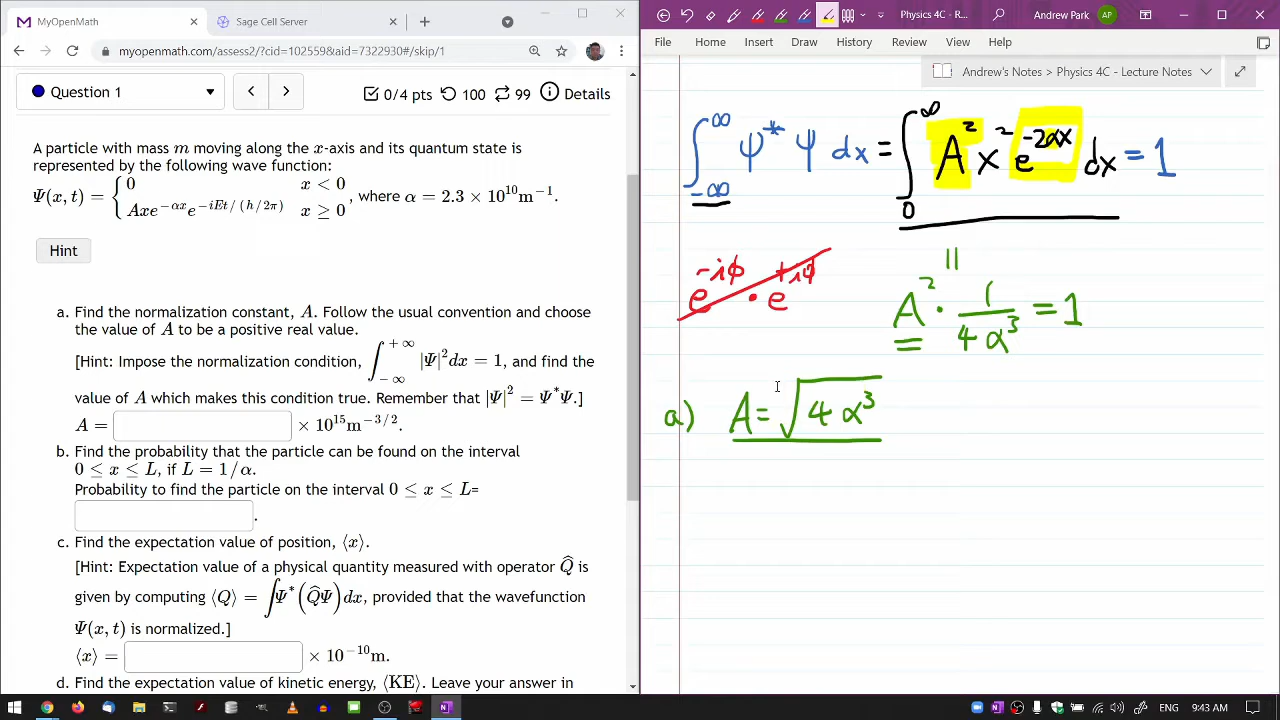 MyOpenMath
Sage Cell Server
myopenmath.com/assess2/?cid=102559&aid=7322930#/skip/1
Question 1
0/4 pts 100 99 Details
A particle with mass m moving along the x-axis and its quantum state is
represented by the following wave function:
Ψ(x, t) = { 0 x < 0
Axe^{−αx}e^{−iEt/(h/2π)} x ≥ 0 , where α = 2.3 × 10^{10}m^{−1}.
Hint
a. Find the normalization constant, A. Follow the usual convention and choose
the value of A to be a positive real value.
[Hint: Impose the normalization condition, ∫_{−∞}^{+∞} |Ψ|^2 dx = 1, and find the
value of A which makes this condition true. Remember that |Ψ|^2 = Ψ*Ψ.]
A = × 10^{15}m^{−3/2}.
b. Find the probability that the particle can be found on the interval
0 ≤ x ≤ L, if L = 1/α.
Probability to find the particle on the interval 0 ≤ x ≤ L=
.
c. Find the expectation value of position, ⟨x⟩.
[Hint: Expectation value of a physical quantity measured with operator Q̂ is
given by computing ⟨Q⟩ = ∫Ψ*(Q̂Ψ)dx, provided that the wavefunction
Ψ(x, t) is normalized.]
⟨x⟩ = × 10^{−10}m.
d. Find the expectation value of kinetic energy, ⟨KE⟩. Leave your answer in
Physics 4C - R...
Andrew Park AP
File Home Insert Draw History Review View Help
Andrew's Notes > Physics 4C - Lecture Notes
∫_{-∞}^{∞} Ψ* Ψ dx = ∫_0^∞ A^2 x^2 e^{-2αx} dx = 1
e^{-iφ} · e^{+iφ}
A^2 · 1/(4α^3) = 1
a) A = √(4α^3)
ENG 9:43 AM